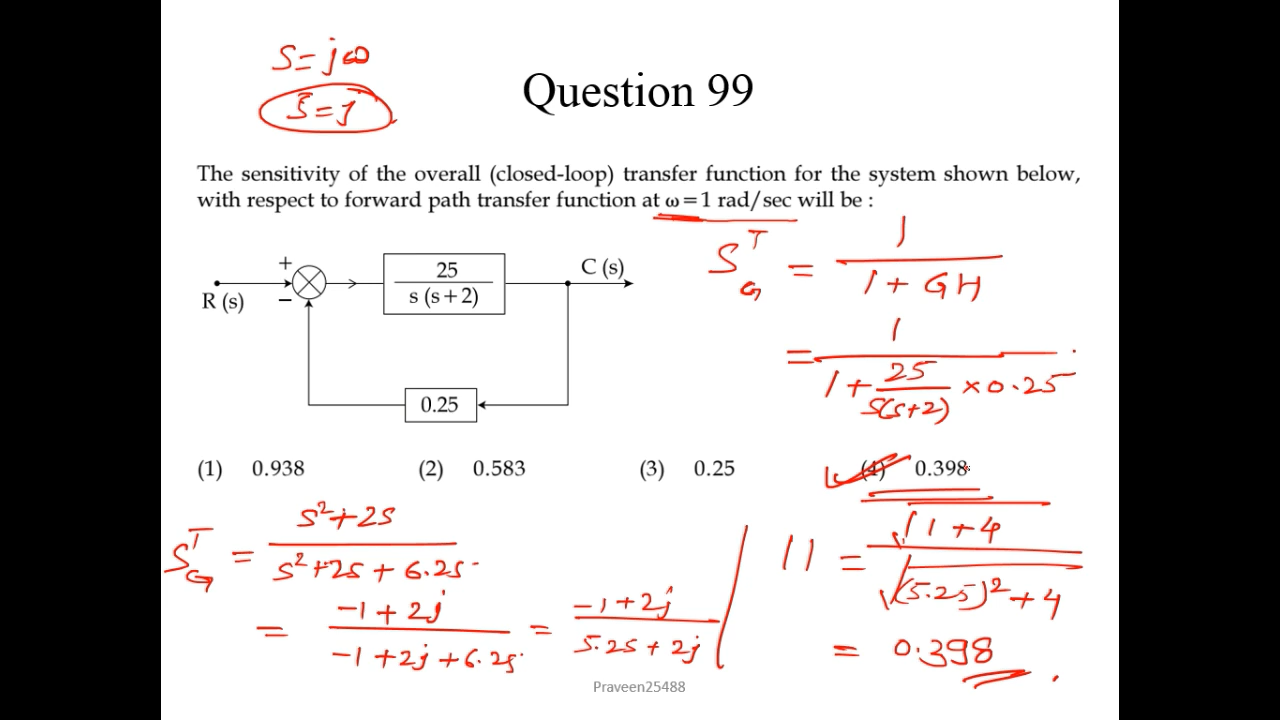 S = jω
S = j
Question 99
The sensitivity of the overall (closed-loop) transfer function for the system shown below,
with respect to forward path transfer function at ω = 1 rad/sec will be :
R (s)
+
−
25
s (s + 2)
C (s)
0.25
S^T_G = 1 / (1 + GH)
= 1 / (1 + 25/(s(s+2)) × 0.25)
(1) 0.938 (2) 0.583 (3) 0.25 (4) 0.398
S^T_G = (s² + 2s) / (s² + 2s + 6.25)
= (−1 + 2j) / (−1 + 2j + 6.25) = (−1 + 2j) / (5.25 + 2j)
| | = √(1 + 4) / √((5.25)² + 4)
= 0.398
Praveen25488